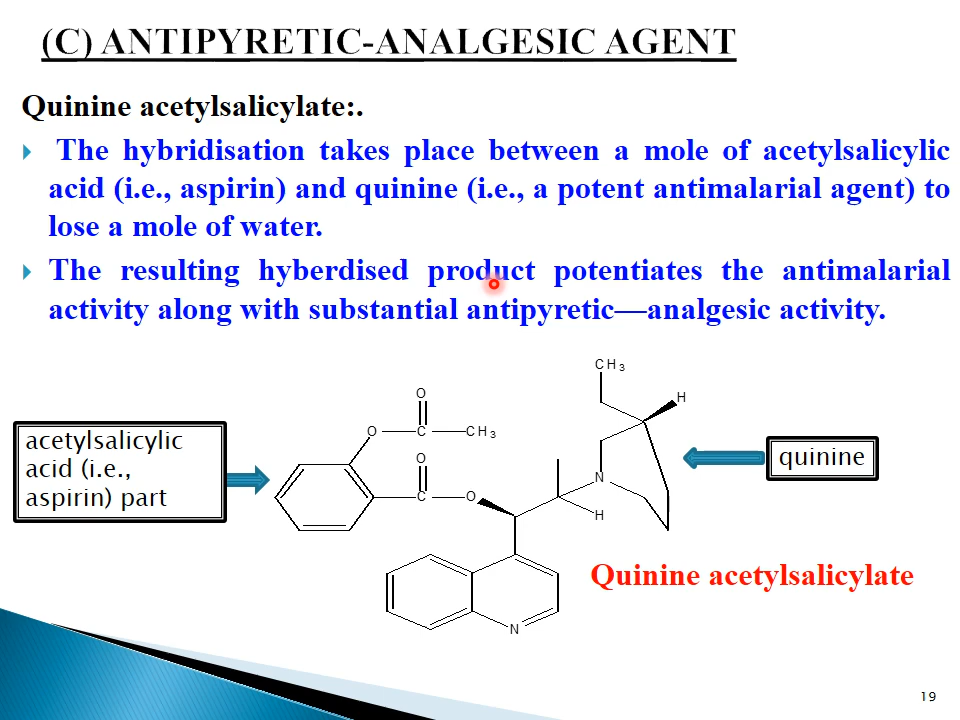 (C) ANTIPYRETIC-ANALGESIC AGENT
Quinine acetylsalicylate:.
The hybridisation takes place between a mole of acetylsalicylic
acid (i.e., aspirin) and quinine (i.e., a potent antimalarial agent) to
lose a mole of water.
The resulting hyberdised product potentiates the antimalarial
activity along with substantial antipyretic—analgesic activity.
CH3
H
O
O C CH3
acetylsalicylic
acid (i.e.,
aspirin) part
O
quinine
C O
N
H
Quinine acetylsalicylate
N
19